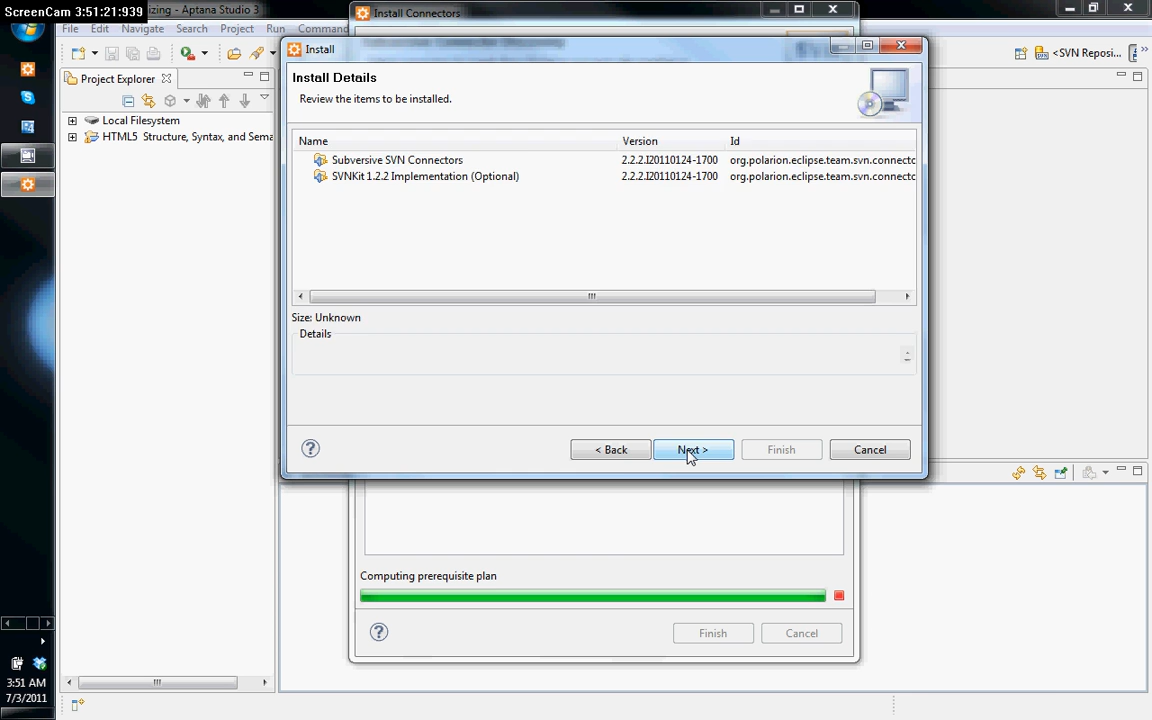 ScreenCam 3:51:21:939
izing - Aptana Studio 3
Install Connectors
File Edit Navigate Search Project Run Command
Install
<SVN Reposi...
Project Explorer
Install Details
Review the items to be installed.
Local Filesystem
HTML5 Structure, Syntax, and Sema
Name Version Id
Subversive SVN Connectors 2.2.2.I20110124-1700 org.polarion.eclipse.team.svn.connectc
SVNKit 1.2.2 Implementation (Optional) 2.2.2.I20110124-1700 org.polarion.eclipse.team.svn.connectc
Size: Unknown
Details
< Back Next > Finish Cancel
Computing prerequisite plan
Finish Cancel
3:51 AM
7/3/2011